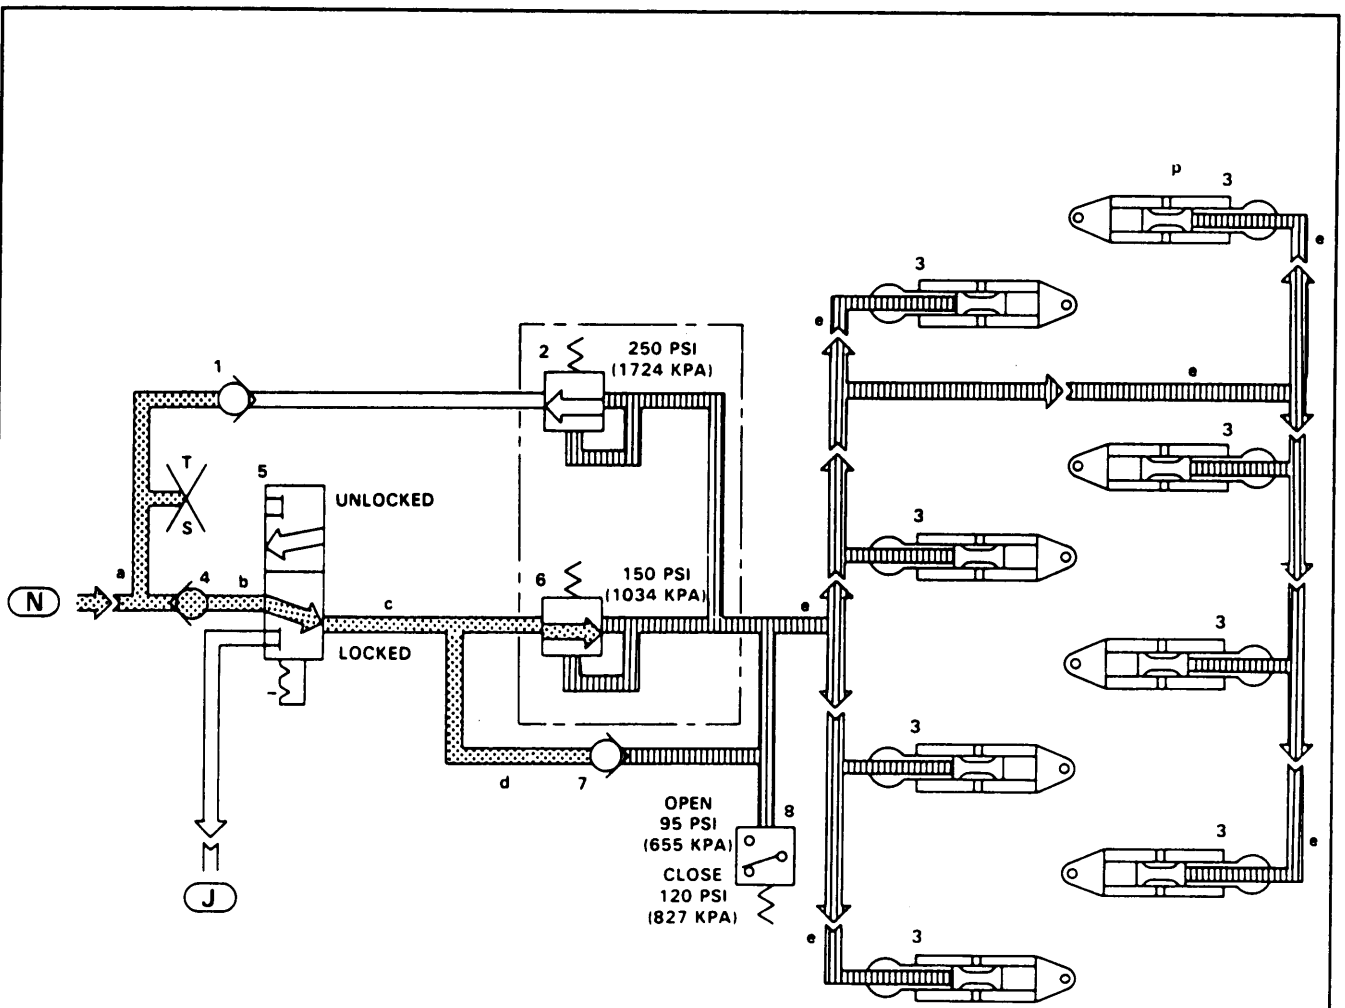 p
3
e
3
e
2
250 PSI
(1724 KPA)
1
e
3
T
5
UNLOCKED
S
3
a
4
b
6
150 PSI
(1034 KPA)
N
c
e
3
LOCKED
3
d
7
OPEN
95 PSI
(655 KPA)
8
3
e
CLOSE
120 PSI
(827 KPA)
J
e
3